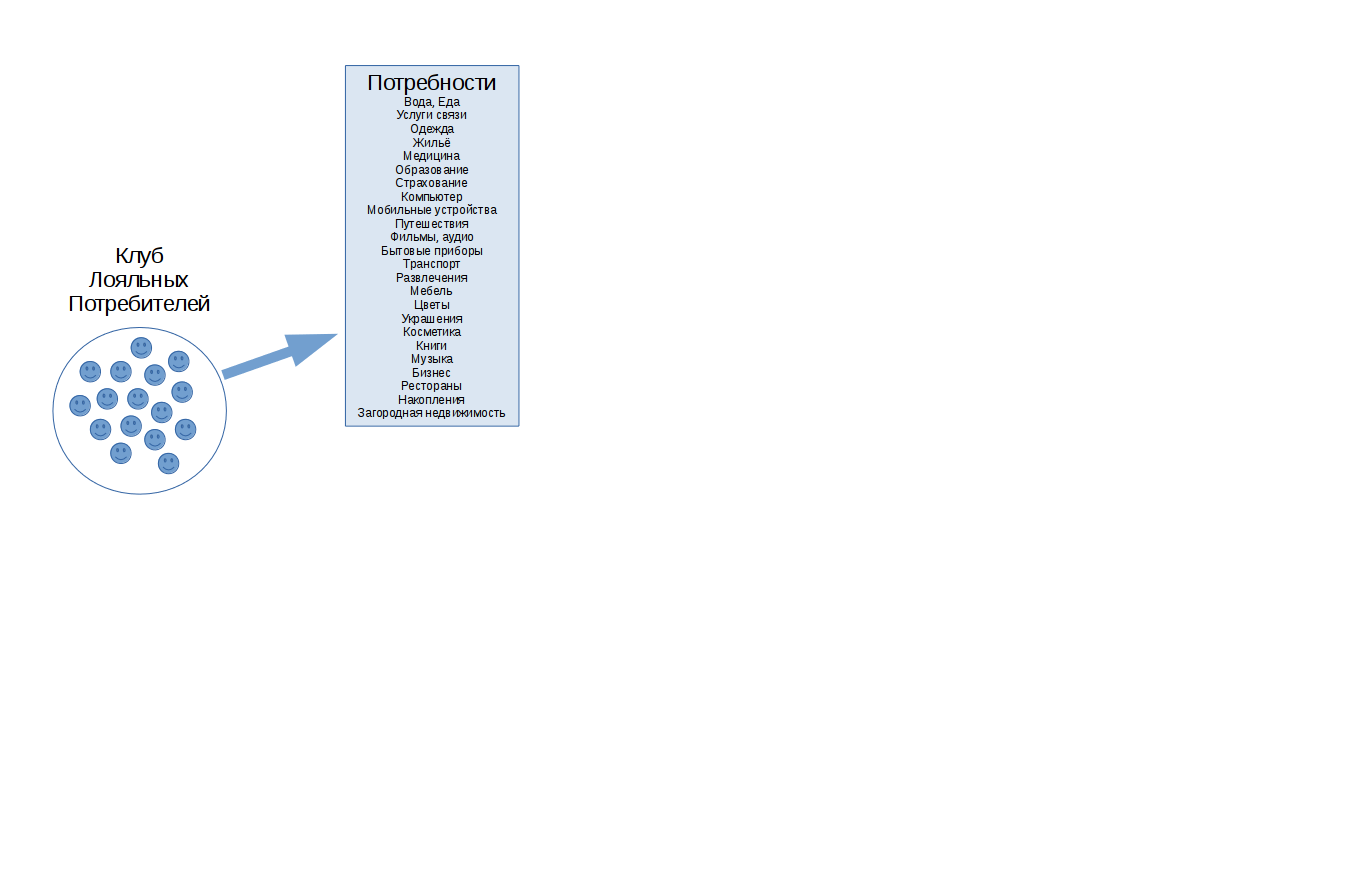 Потребности
Вода, Еда
Услуги связи
Одежда
Жильё
Медицина
Образование
Страхование
Компьютер
Мобильные устройства
Путешествия
Фильмы, аудио
Бытовые приборы
Транспорт
Развлечения
Мебель
Цветы
Украшения
Косметика
Книги
Музыка
Бизнес
Рестораны
Накопления
Загородная недвижимость
Клуб
Лояльных
Потребителей